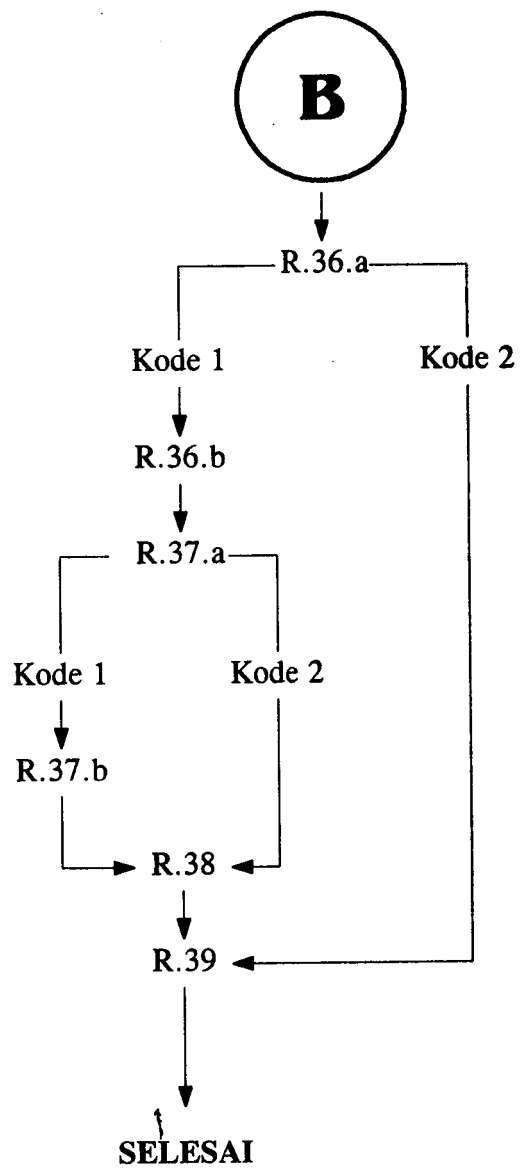 B
R.36.a
Kode 1 Kode 2
R.36.b
R.37.a
Kode 1 Kode 2
R.37.b
R.38
R.39
SELESAI